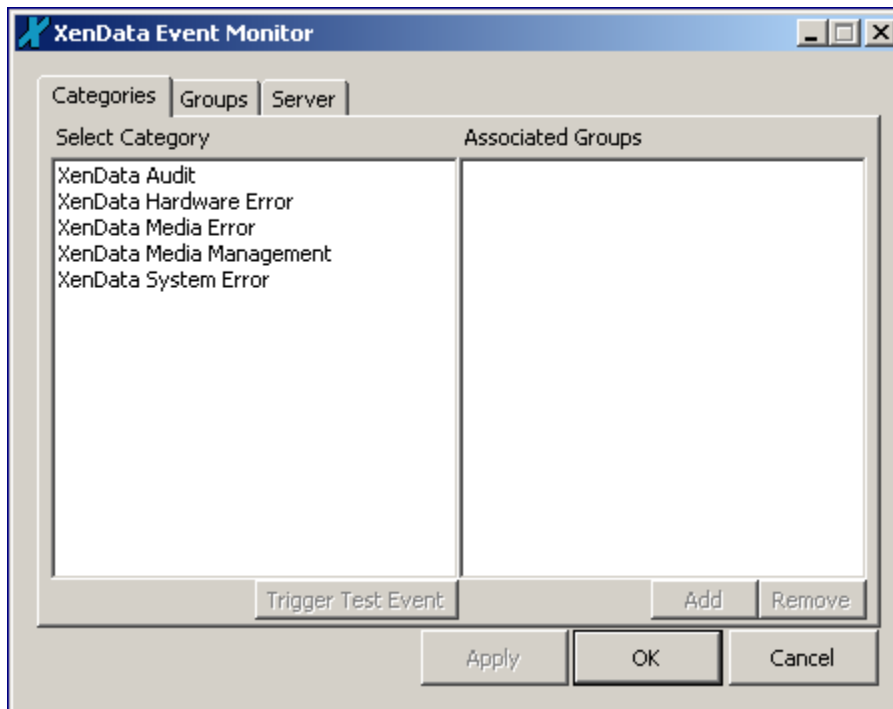 XenData Event Monitor
Categories Groups Server
Select Category Associated Groups
XenData Audit
XenData Hardware Error
XenData Media Error
XenData Media Management
XenData System Error
Trigger Test Event Add Remove
Apply OK Cancel